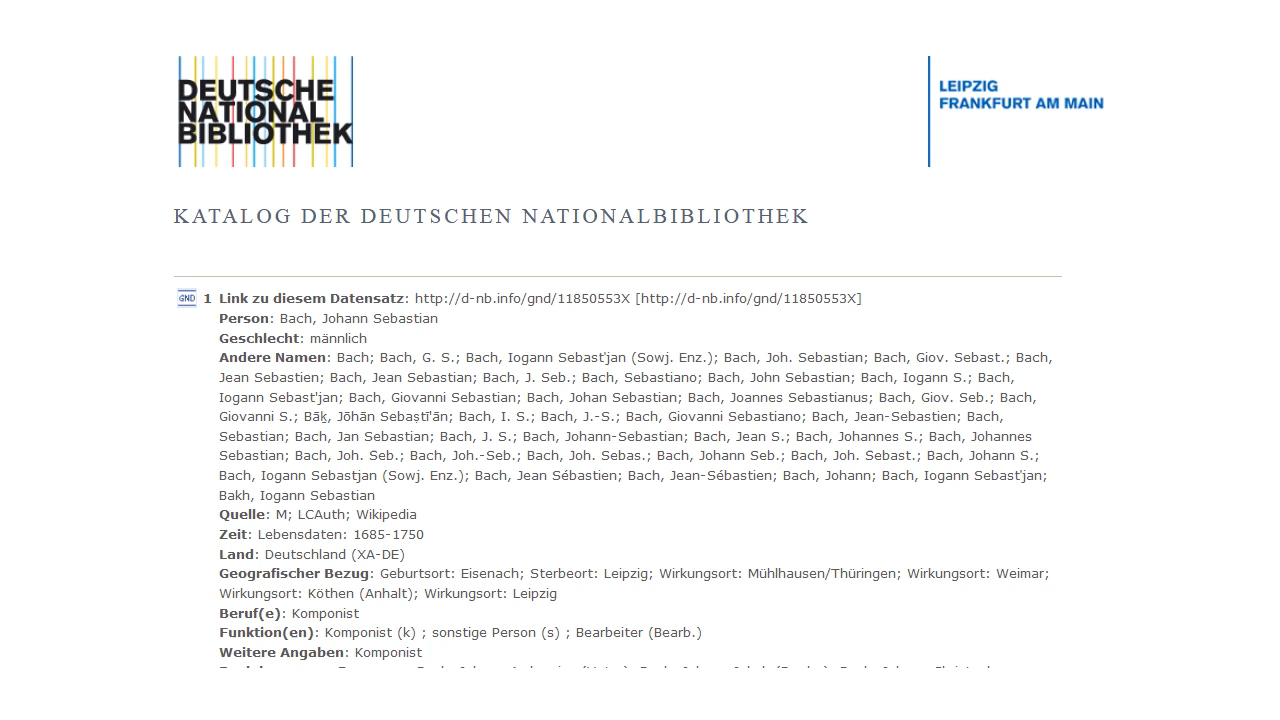 DEUTSCHE
NATIONAL
BIBLIOTHEK
LEIPZIG
FRANKFURT AM MAIN
KATALOG DER DEUTSCHEN NATIONALBIBLIOTHEK
GND 1 Link zu diesem Datensatz: http://d-nb.info/gnd/11850553X [http://d-nb.info/gnd/11850553X]
Person: Bach, Johann Sebastian
Geschlecht: männlich
Andere Namen: Bach; Bach, G. S.; Bach, Iogann Sebastʹjan (Sowj. Enz.); Bach, Joh. Sebastian; Bach, Giov. Sebast.; Bach,
Jean Sebastien; Bach, Jean Sebastian; Bach, J. Seb.; Bach, Sebastiano; Bach, John Sebastian; Bach, Iogann S.; Bach,
Iogann Sebast'jan; Bach, Giovanni Sebastian; Bach, Johan Sebastian; Bach, Joannes Sebastianus; Bach, Giov. Seb.; Bach,
Giovanni S.; Bāḵ, Jōhān Sebaṣtī'ān; Bach, I. S.; Bach, J.-S.; Bach, Giovanni Sebastiano; Bach, Jean-Sebastien; Bach,
Sebastian; Bach, Jan Sebastian; Bach, J. S.; Bach, Johann-Sebastian; Bach, Jean S.; Bach, Johannes S.; Bach, Johannes
Sebastian; Bach, Joh. Seb.; Bach, Joh.-Seb.; Bach, Joh. Sebas.; Bach, Johann Seb.; Bach, Joh. Sebast.; Bach, Johann S.;
Bach, Iogann Sebastjan (Sowj. Enz.); Bach, Jean Sébastien; Bach, Jean-Sébastien; Bach, Johann; Bach, Iogann Sebastʹjan;
Bakh, Iogann Sebastian
Quelle: M; LCAuth; Wikipedia
Zeit: Lebensdaten: 1685-1750
Land: Deutschland (XA-DE)
Geografischer Bezug: Geburtsort: Eisenach; Sterbeort: Leipzig; Wirkungsort: Mühlhausen/Thüringen; Wirkungsort: Weimar;
Wirkungsort: Köthen (Anhalt); Wirkungsort: Leipzig
Beruf(e): Komponist
Funktion(en): Komponist (k) ; sonstige Person (s) ; Bearbeiter (Bearb.)
Weitere Angaben: Komponist